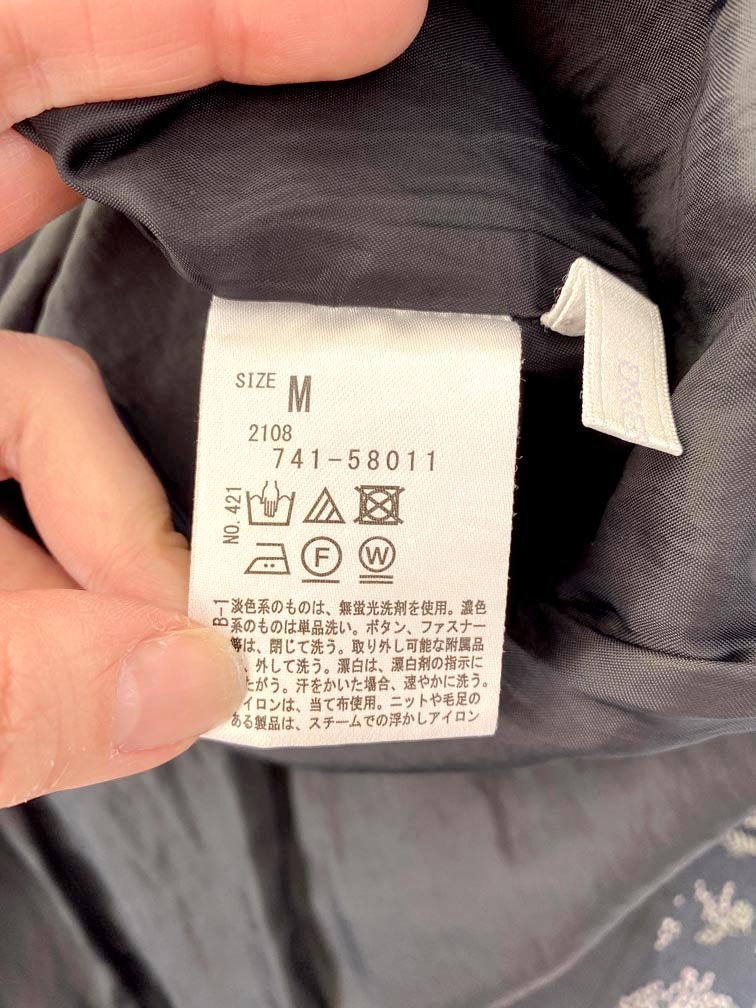 SIZE M
2108
741-58011
NO.421
F
W
B-1
淡色系のものは、無蛍光洗剤を使用。濃色
系のものは単品洗い。ボタン、ファスナー
等は、閉じて洗う。取り外し可能な附属品
、外して洗う。漂白は、漂白剤の指示に
たがう。汗をかいた場合、速やかに洗う。
イロンは、当て布使用。ニットや毛足の
ある製品は、スチームでの浮かしアイロン